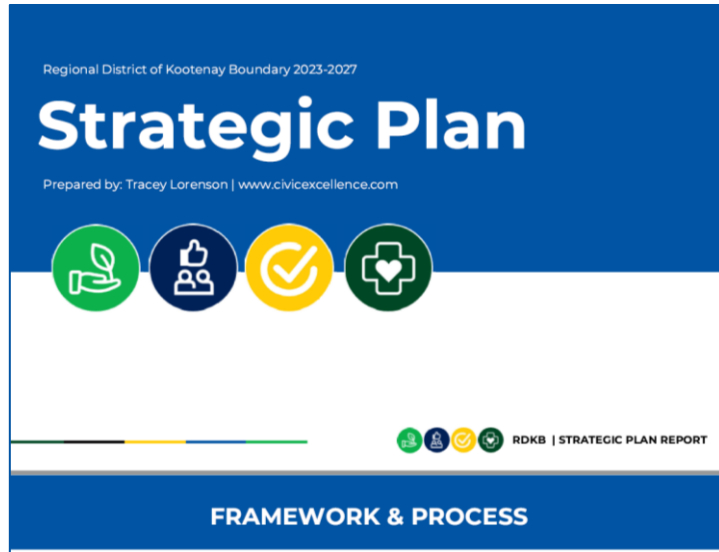 Regional District of Kootenay Boundary 2023-2027
Strategic Plan
Prepared by: Tracey Lorenson | www.civicexcellence.com
RDKB | STRATEGIC PLAN REPORT
FRAMEWORK & PROCESS